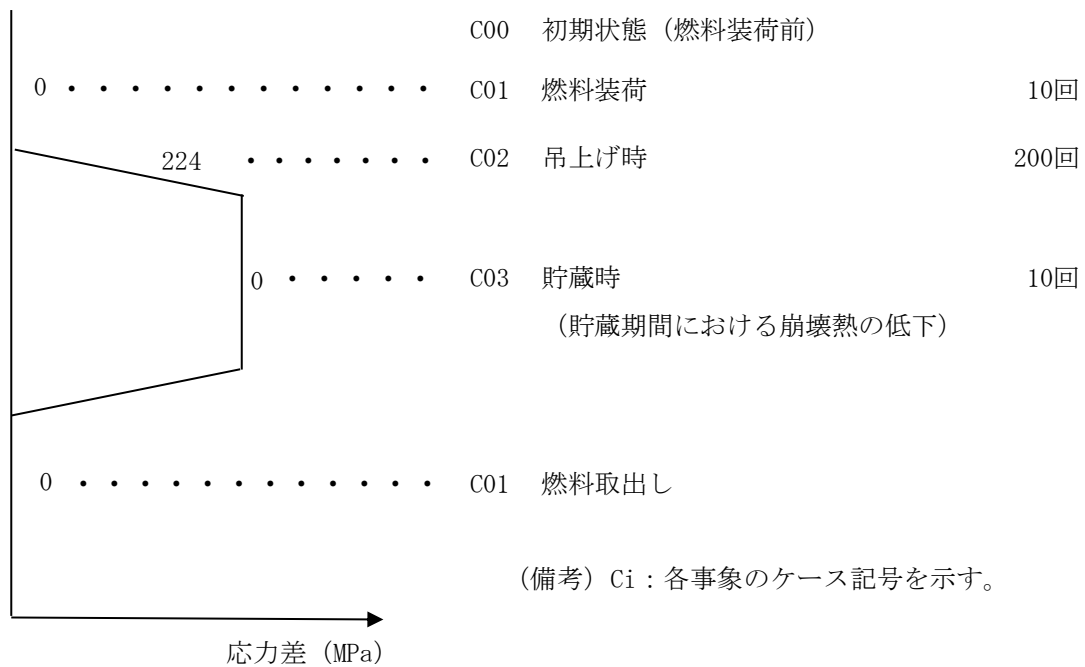 C00 初期状態（燃料装荷前）
0 ・・・・・・・・・・・・ C01 燃料装荷 10回
224 ・・・・・・・ C02 吊上げ時 200回
0 ・・・・・ C03 貯蔵時 10回
（貯蔵期間における崩壊熱の低下）
0 ・・・・・・・・・・・・ C01 燃料取出し
（備考）Ci：各事象のケース記号を示す。
応力差（MPa）